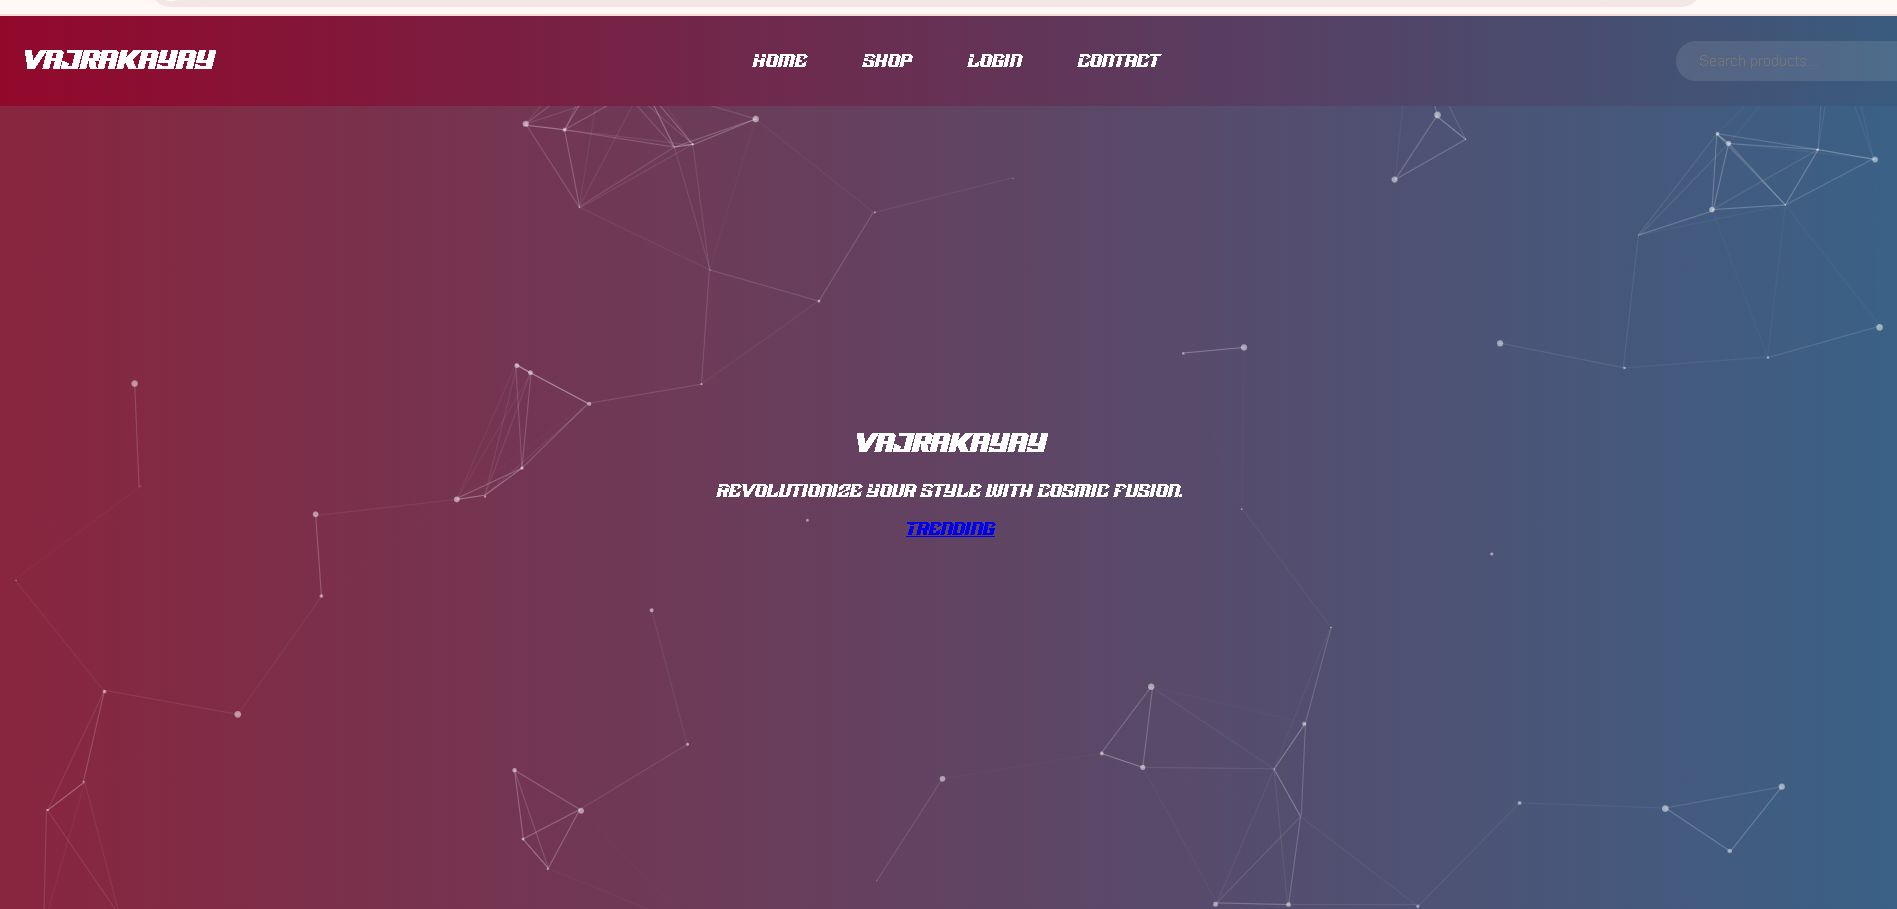 VAJRAKAYAY
HOME SHOP LOGIN CONTACT
Search products...
VAJRAKAYAY
REVOLUTIONIZE YOUR STYLE WITH COSMIC FUSION.
TRENDING